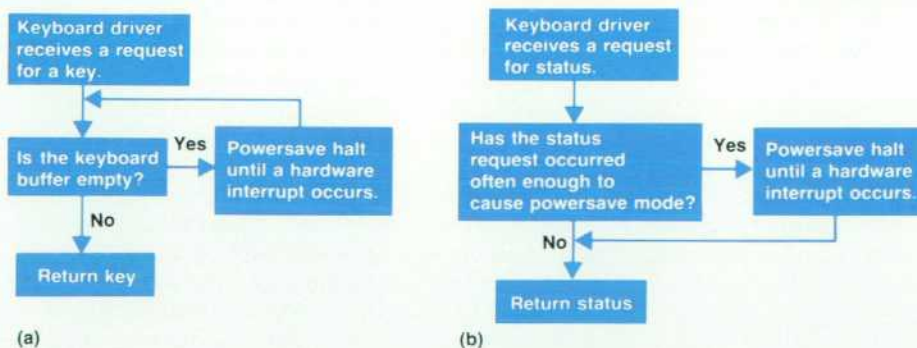 Keyboard driver
receives a request
for a key.
Is the keyboard
buffer empty?
Yes
Powersave halt
until a hardware
interrupt occurs.
No
Return key
(a)
Keyboard driver
receives a request
for status.
Has the status
request occurred
often enough to
cause powersave mode?
Yes
Powersave halt
until a hardware
interrupt occurs.
No
Return status
(b)